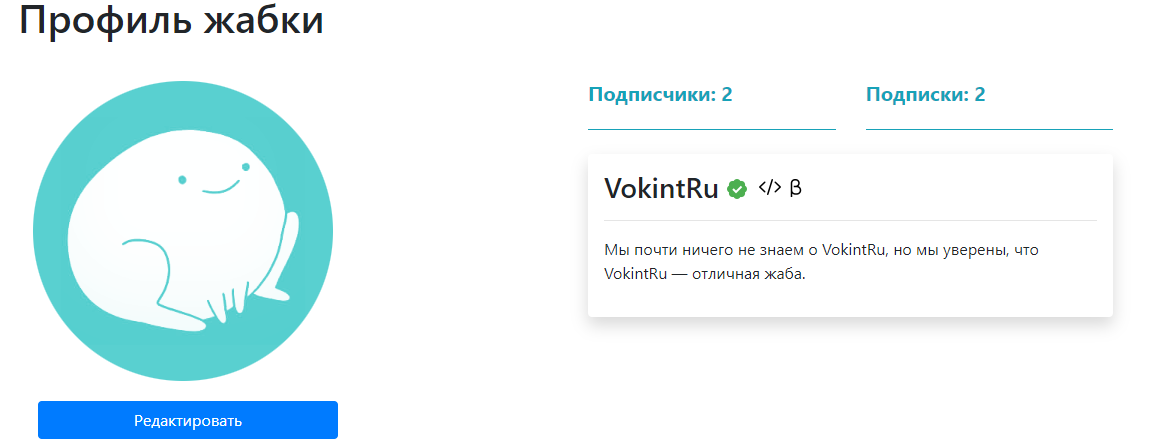 Профиль жабки
Подписчики: 2
Подписки: 2
VokintRu </> β
Мы почти ничего не знаем о VokintRu, но мы уверены, что
VokintRu — отличная жаба.
Редактировать